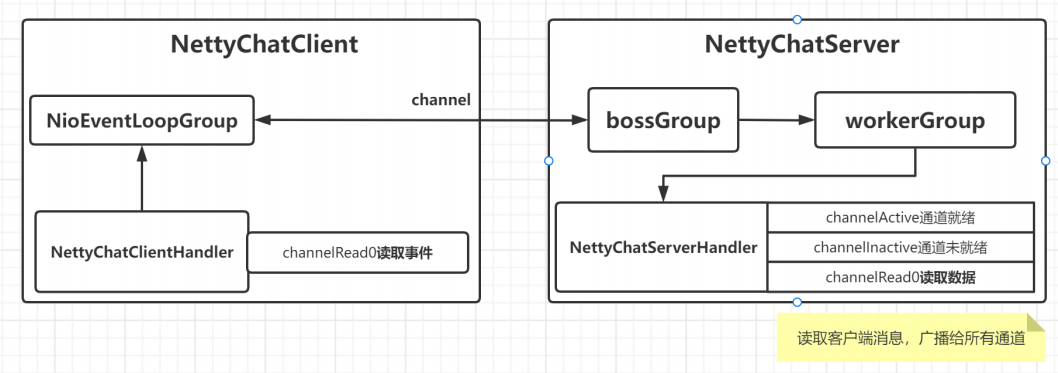 NettyChatClient
NioEventLoopGroup
channel
NettyChatClientHandler
channelRead0读取事件
NettyChatServer
bossGroup
workerGroup
NettyChatServerHandler
channelActive通道就绪
channelInactive通道未就绪
channelRead0读取数据
读取客户端消息，广播给所有通道